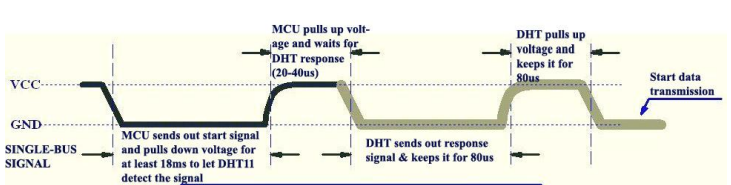 MCU pulls up volt-
age and waits for
DHT response
(20-40us)
DHT pulls up
voltage and
keeps it for
80us
Start data
transmission
VCC
GND
SINGLE-BUS
SIGNAL
MCU sends out start signal
and pulls down voltage for
at least 18ms to let DHT11
detect the signal
DHT sends out response
signal & keeps it for 80us